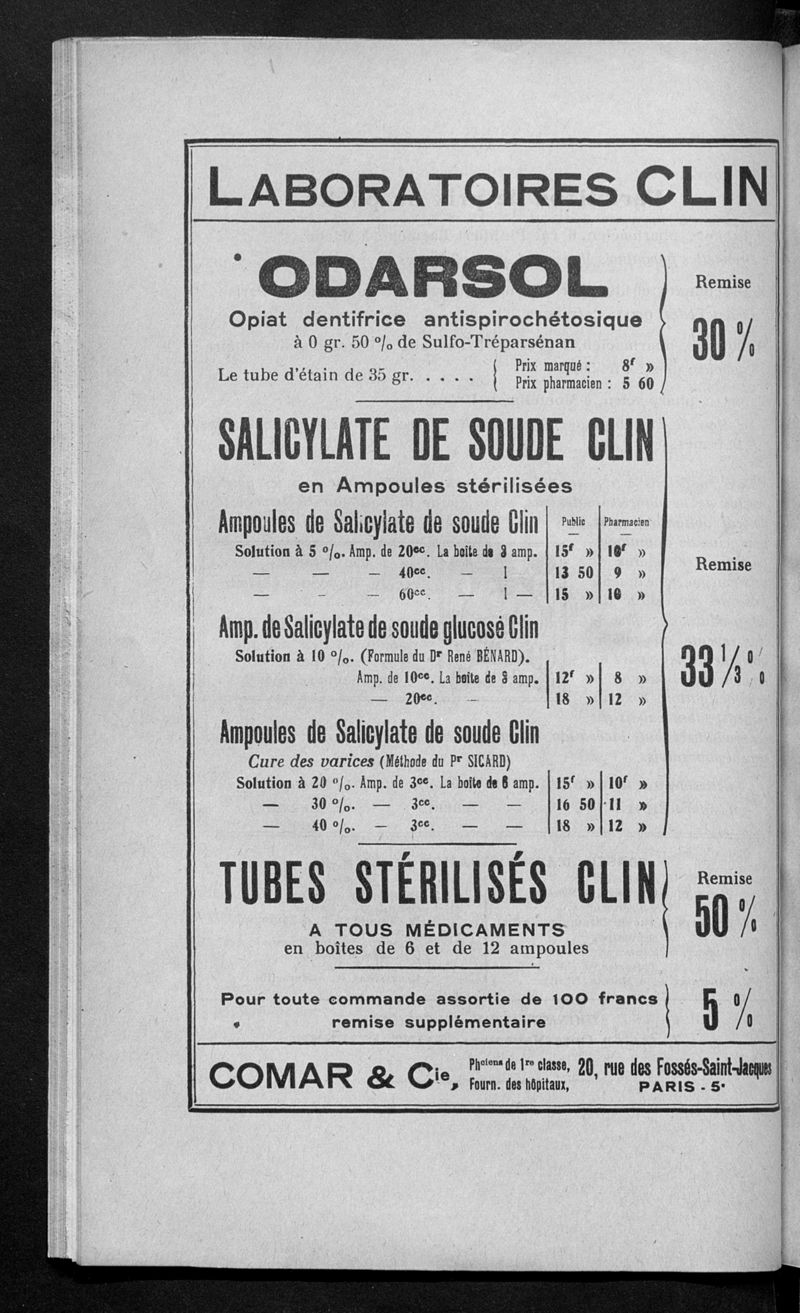 LABORATOIRES CLIN
ODARSOL
Opiat dentifrice antispirochétosique
à 0 gr. 50 % de Sulfo-Tréparsénan
Le tube d'étain de 35 gr. . . . . Prix marqué : 8f »
Prix pharmacien : 5 60
Remise
30 %
SALICYLATE DE SOUDE CLIN
en Ampoules stérilisées
Ampoules de Salicylate de soude Clin Public Pharmacien
Solution à 5 %. Amp. de 20cc. La boîte de 3 amp. 15f » 10f »
— — — 40cc. — 1 13 50 9 »
— — — 60cc. — 1 — 15 » 10 »
Amp. de Salicylate de soude glucosé Clin
Solution à 10 %. (Formule du Dr René BÉNARD).
Amp. de 10cc. La boîte de 3 amp. 12f » 8 »
— 20cc. — 18 » 12 »
Ampoules de Salicylate de soude Clin
Cure des varices (Méthode du Pr SICARD)
Solution à 20 %. Amp. de 3cc. La boîte de 6 amp. 15f » 10f »
— 30 %. — 3cc. — — 16 50 11 »
— 40 %. — 3cc. — — 18 » 12 »
Remise
33 1/3 %
TUBES STÉRILISÉS CLIN
A TOUS MÉDICAMENTS
en boîtes de 6 et de 12 ampoules
Remise
50 %
Pour toute commande assortie de 100 francs
remise supplémentaire
5 %
COMAR & Cie, Phciens de 1re classe, 20, rue des Fossés-Saint-Jacques
Fourn. des hôpitaux, PARIS - 5e